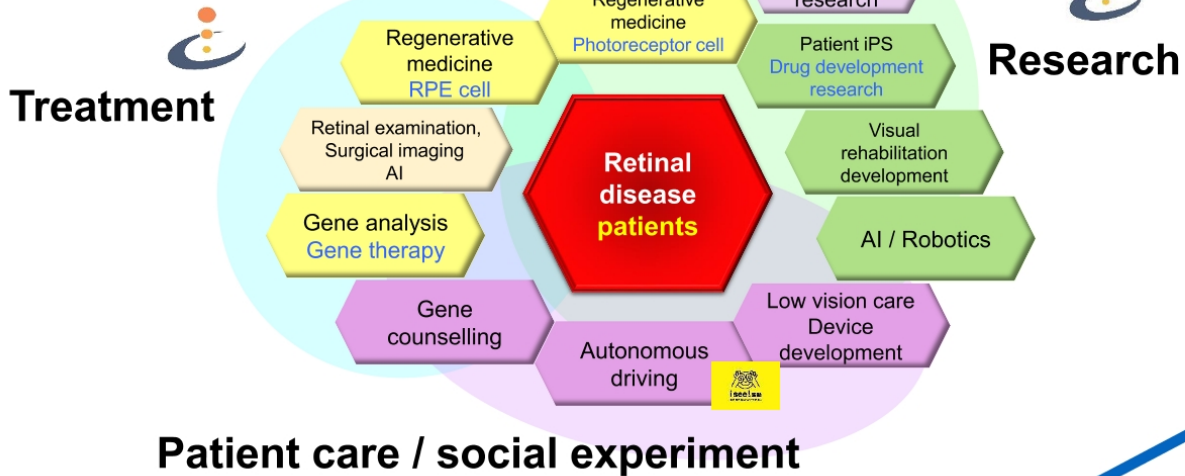 Regenerative
medicine
Photoreceptor cell
research
Regenerative
medicine
RPE cell
Patient iPS
Drug development
research
Research
Treatment
Retinal examination,
Surgical imaging
AI
Retinal
disease
patients
Visual
rehabilitation
development
Gene analysis
Gene therapy
AI / Robotics
Gene
counselling
Autonomous
driving
Low vision care
Device
development
Patient care / social experiment